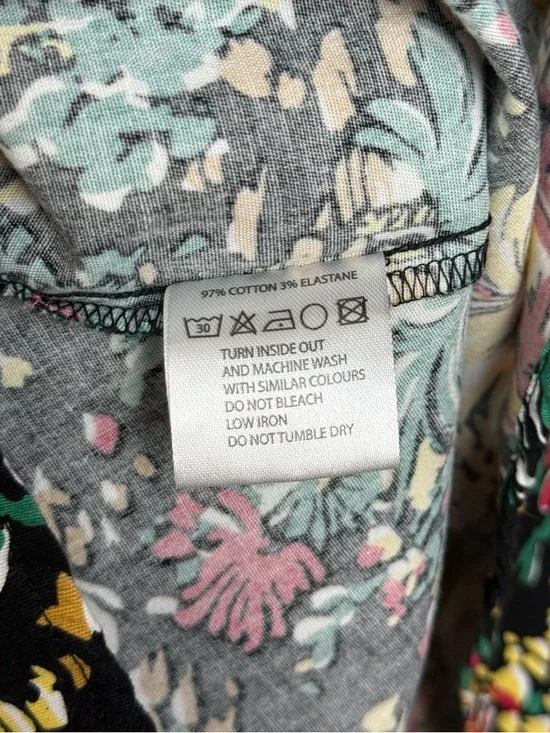 97% COTTON 3% ELASTANE
30
TURN INSIDE OUT
AND MACHINE WASH
WITH SIMILAR COLOURS
DO NOT BLEACH
LOW IRON
DO NOT TUMBLE DRY